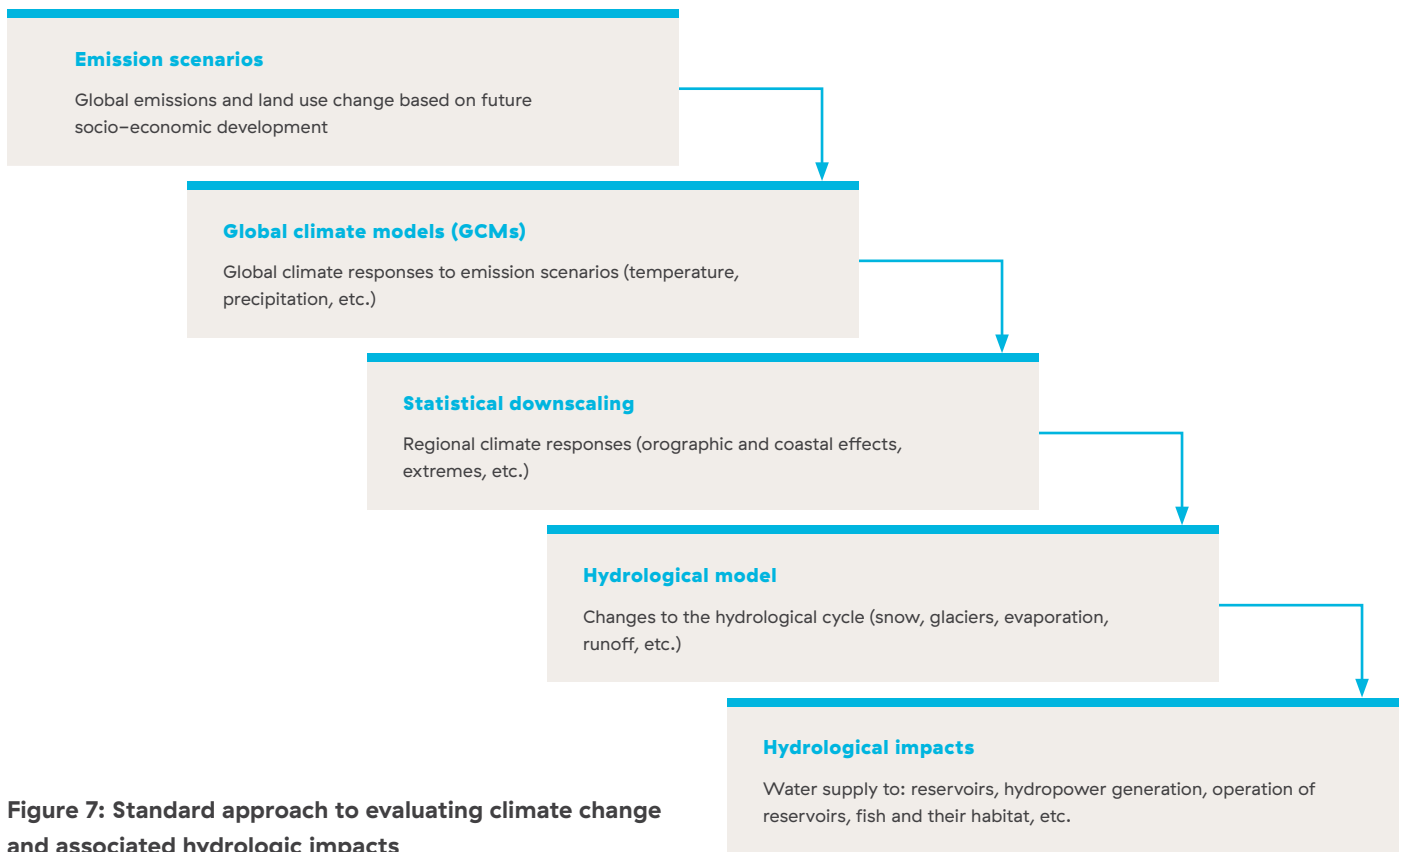 Emission scenarios
Global emissions and land use change based on future
socio-economic development
Global climate models (GCMs)
Global climate responses to emission scenarios (temperature,
precipitation, etc.)
Statistical downscaling
Regional climate responses (orographic and coastal effects,
extremes, etc.)
Hydrological model
Changes to the hydrological cycle (snow, glaciers, evaporation,
runoff, etc.)
Hydrological impacts
Water supply to: reservoirs, hydropower generation, operation of
reservoirs, fish and their habitat, etc.
Figure 7: Standard approach to evaluating climate change
and associated hydrologic impacts